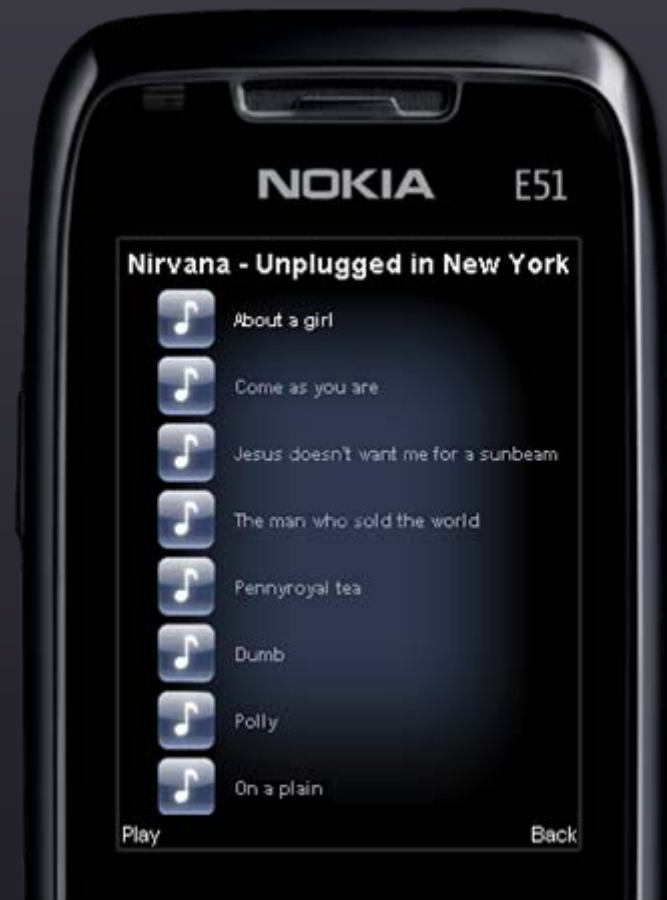 NOKIA E51
Nirvana - Unplugged in New York
About a girl
Come as you are
Jesus doesn't want me for a sunbeam
The man who sold the world
Pennyroyal tea
Dumb
Polly
On a plain
Play Back